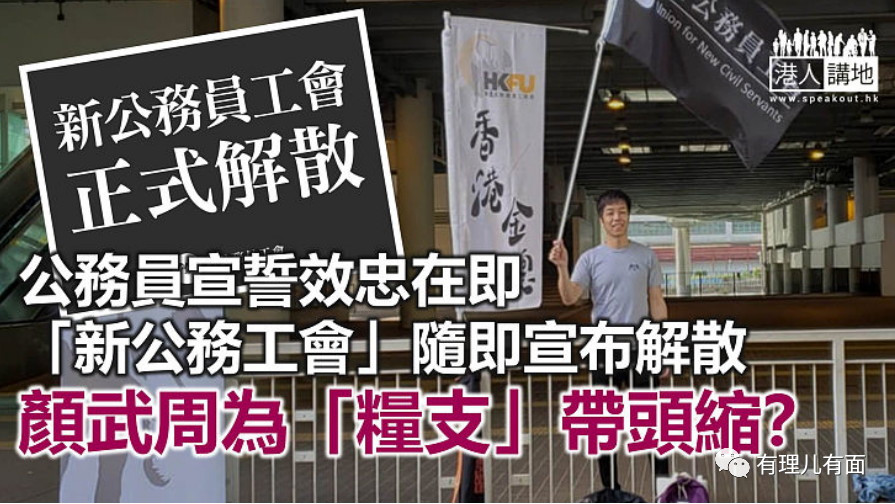 新公務員工會
正式解散
HKFU
香港金
新公務員工
Union for New Civil Servants
港人講地
www.speakout.hk
公務員宣誓效忠在即
「新公務工會」隨即宣布解散
顏武周為「糧支」帶頭縮？
有理儿有面